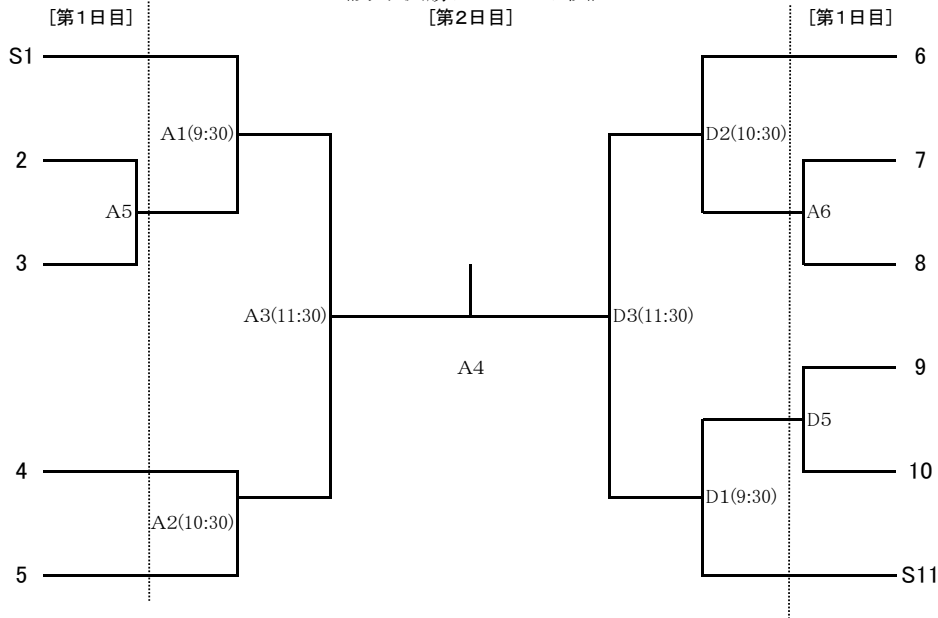 [第1日目] [第2日目] [第1日目]
S1 6
A1(9:30) D2(10:30)
2 7
A5 A6
3 8
A3(11:30) D3(11:30)
A4 9
D5
4 10
D1(9:30)
A2(10:30)
5 S11